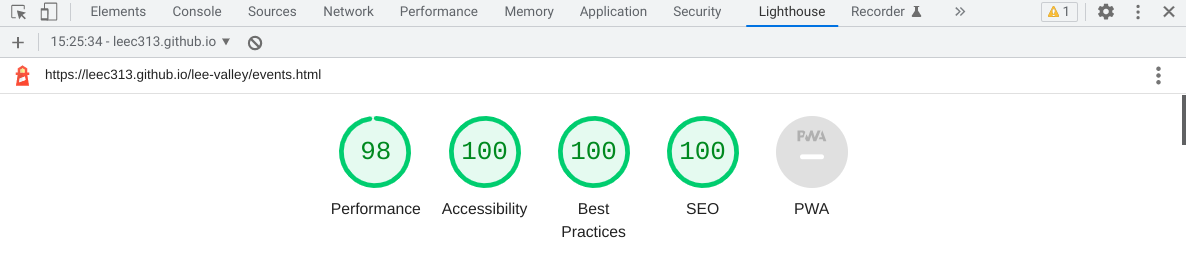 Elements Console Sources Network Performance Memory Application Security Lighthouse Recorder » 1
15:25:34 - leec313.github.io ▼
https://leec313.github.io/lee-valley/events.html
98 100 100 100 PWA
Performance Accessibility Best Practices SEO PWA